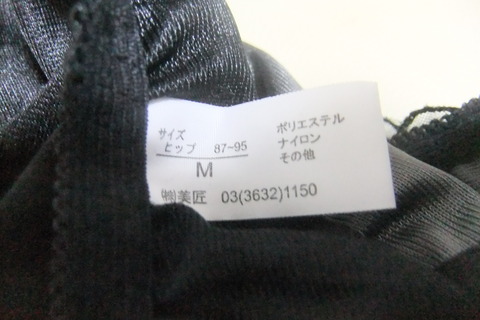 サイズ
ヒップ 87-95
M
㈱美匠 03(3632)1150
ポリエステル
ナイロン
その他